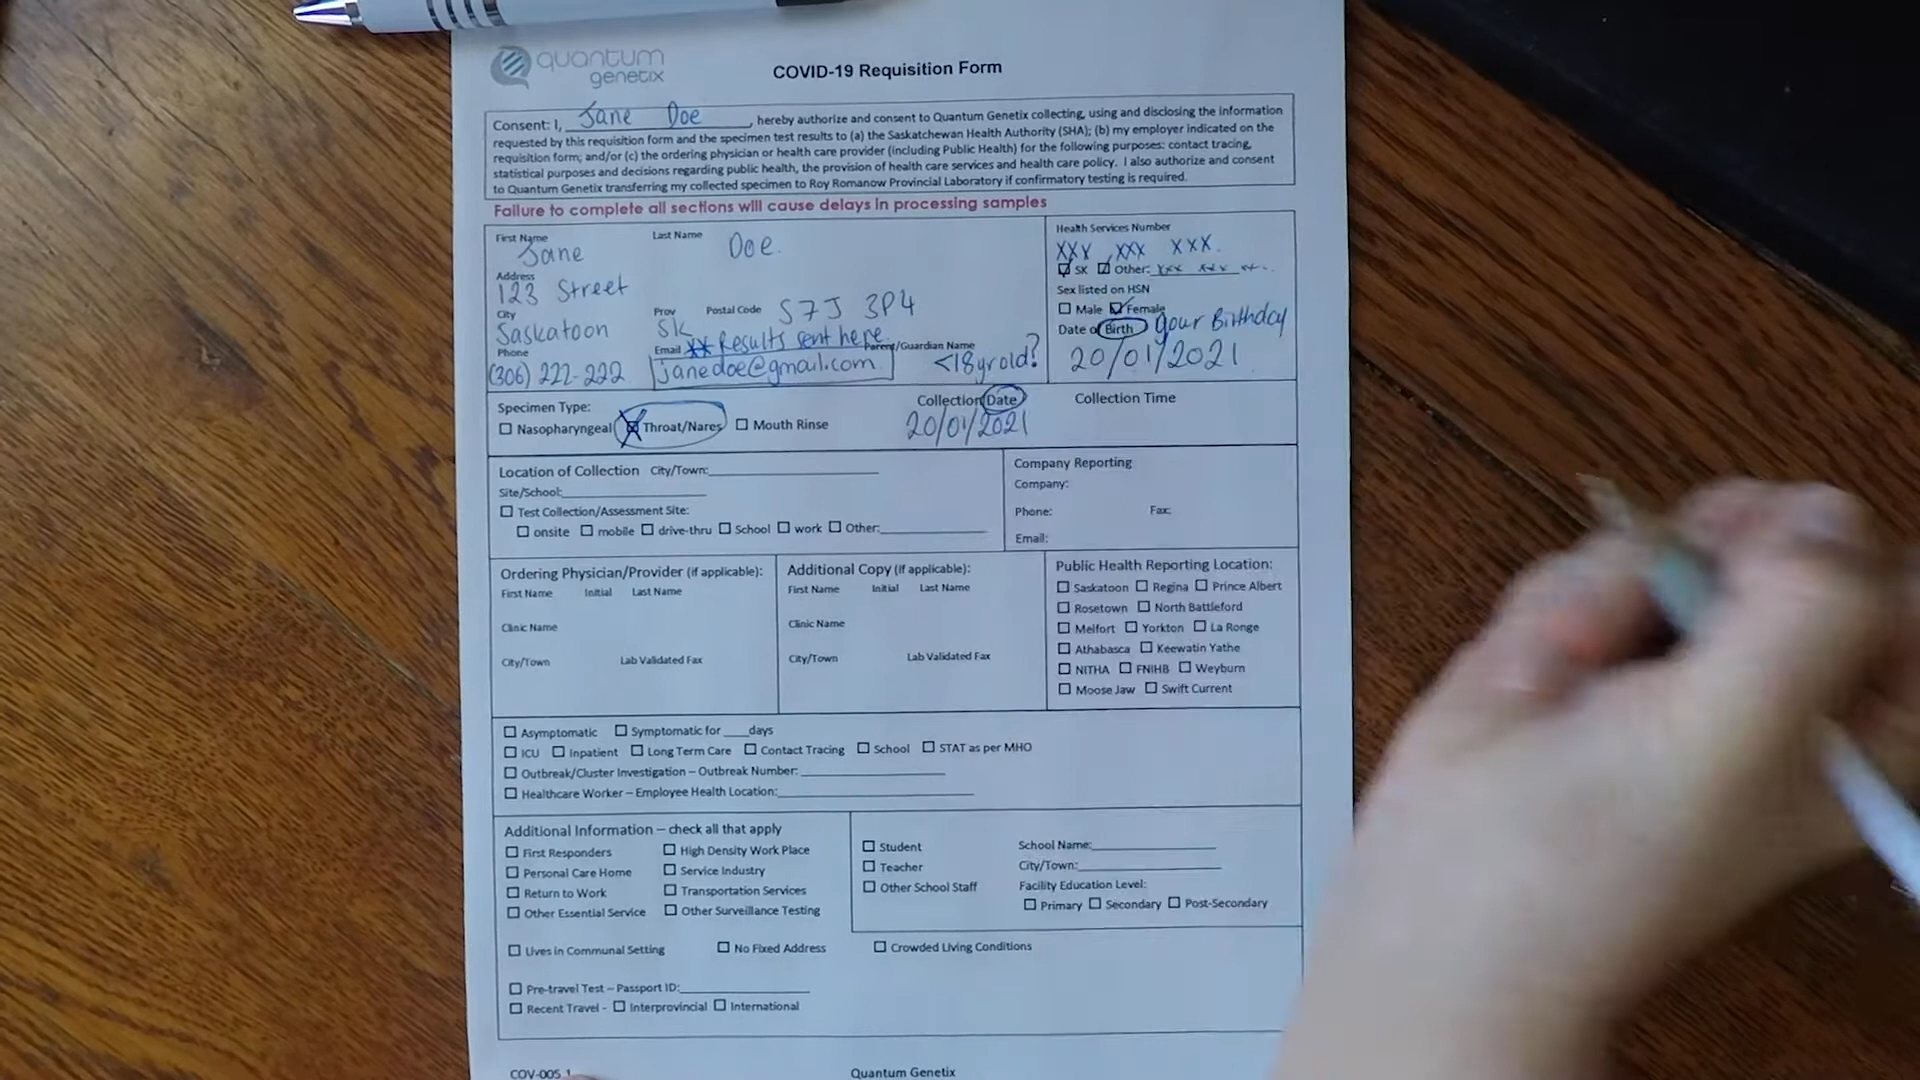 quantum
genetix
COVID-19 Requisition Form
Consent: I, Jane Doe, hereby authorize and consent to Quantum Genetix collecting, using and disclosing the information
requested by this requisition form and the specimen test results to (a) the Saskatchewan Health Authority (SHA); (b) my employer indicated on the
requisition form; and/or (c) the ordering physician or health care provider (including Public Health) for the following purposes: contact tracing,
statistical purposes and decisions regarding public health, the provision of health care services and health care policy. I also authorize and consent
to Quantum Genetix transferring my collected specimen to Roy Romanow Provincial Laboratory if confirmatory testing is required.
Failure to complete all sections will cause delays in processing samples
First Name Last Name
Jane Doe.
Address
123 Street
City Prov Postal Code S7J 3P4
Saskatoon SK
Phone Email ** Results sent here Parent/Guardian Name
(306) 222-222 janedoe@gmail.com <18yr old?
Health Services Number
XXX XXX XXX.
SK Other: xxx xxx
Sex listed on HSN
Male Female
Date of Birth your Birthday
20/01/2021
Specimen Type: Collection Date Collection Time
Nasopharyngeal Throat/Nares Mouth Rinse 20/01/2021
Location of Collection City/Town:
Site/School:
Test Collection/Assessment Site:
onsite mobile drive-thru School work Other:
Company Reporting
Company:
Phone: Fax:
Email:
Ordering Physician/Provider (if applicable):
First Name Initial Last Name
Clinic Name
City/Town Lab Validated Fax
Additional Copy (if applicable):
First Name Initial Last Name
Clinic Name
City/Town Lab Validated Fax
Public Health Reporting Location:
Saskatoon Regina Prince Albert
Rosetown North Battleford
Melfort Yorkton La Ronge
Athabasca Keewatin Yathe
NITHA FNIHB Weyburn
Moose Jaw Swift Current
Asymptomatic Symptomatic for ____days
ICU Inpatient Long Term Care Contact Tracing School STAT as per MHO
Outbreak/Cluster Investigation – Outbreak Number:
Healthcare Worker – Employee Health Location:
Additional Information – check all that apply
First Responders High Density Work Place
Personal Care Home Service Industry
Return to Work Transportation Services
Other Essential Service Other Surveillance Testing
Student School Name:
Teacher City/Town:
Other School Staff Facility Education Level:
Primary Secondary Post-Secondary
Lives in Communal Setting No Fixed Address Crowded Living Conditions
Pre-travel Test – Passport ID:
Recent Travel - Interprovincial International
COV-005.1 Quantum Genetix